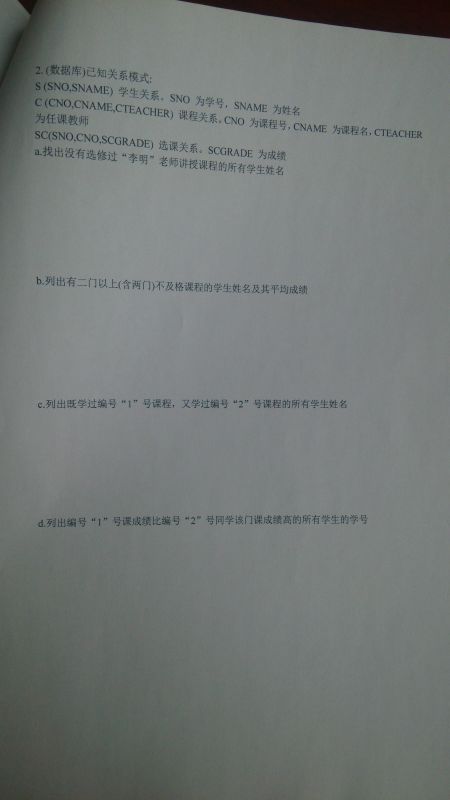 2. (数据库)已知关系模式:
S (SNO,SNAME) 学生关系。SNO 为学号，SNAME 为姓名
C (CNO,CNAME,CTEACHER) 课程关系。CNO 为课程号，CNAME 为课程名，CTEACHER
为任课教师
SC(SNO,CNO,SCGRADE) 选课关系。SCGRADE 为成绩
a.找出没有选修过“李明”老师讲授课程的所有学生姓名
b.列出有二门以上(含两门)不及格课程的学生姓名及其平均成绩
c.列出既学过编号“1”号课程，又学过编号“2”号课程的所有学生姓名
d.列出编号“1”号课成绩比编号“2”号同学该门课成绩高的所有学生的学号